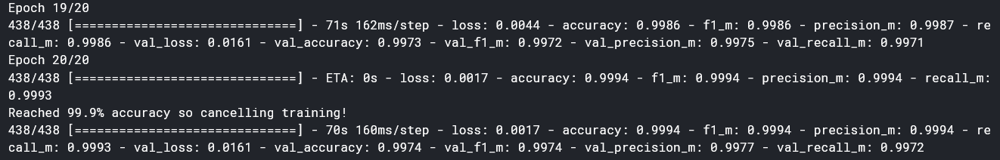 Epoch 19/20
438/438 [==============================] - 71s 162ms/step - loss: 0.0044 - accuracy: 0.9986 - f1_m: 0.9986 - precision_m: 0.9987 - re
call_m: 0.9986 - val_loss: 0.0161 - val_accuracy: 0.9973 - val_f1_m: 0.9972 - val_precision_m: 0.9975 - val_recall_m: 0.9971
Epoch 20/20
438/438 [==============================] - ETA: 0s - loss: 0.0017 - accuracy: 0.9994 - f1_m: 0.9994 - precision_m: 0.9994 - recall_m:
0.9993
Reached 99.9% accuracy so cancelling training!
438/438 [==============================] - 70s 160ms/step - loss: 0.0017 - accuracy: 0.9994 - f1_m: 0.9994 - precision_m: 0.9994 - re
call_m: 0.9993 - val_loss: 0.0161 - val_accuracy: 0.9974 - val_f1_m: 0.9974 - val_precision_m: 0.9977 - val_recall_m: 0.9972